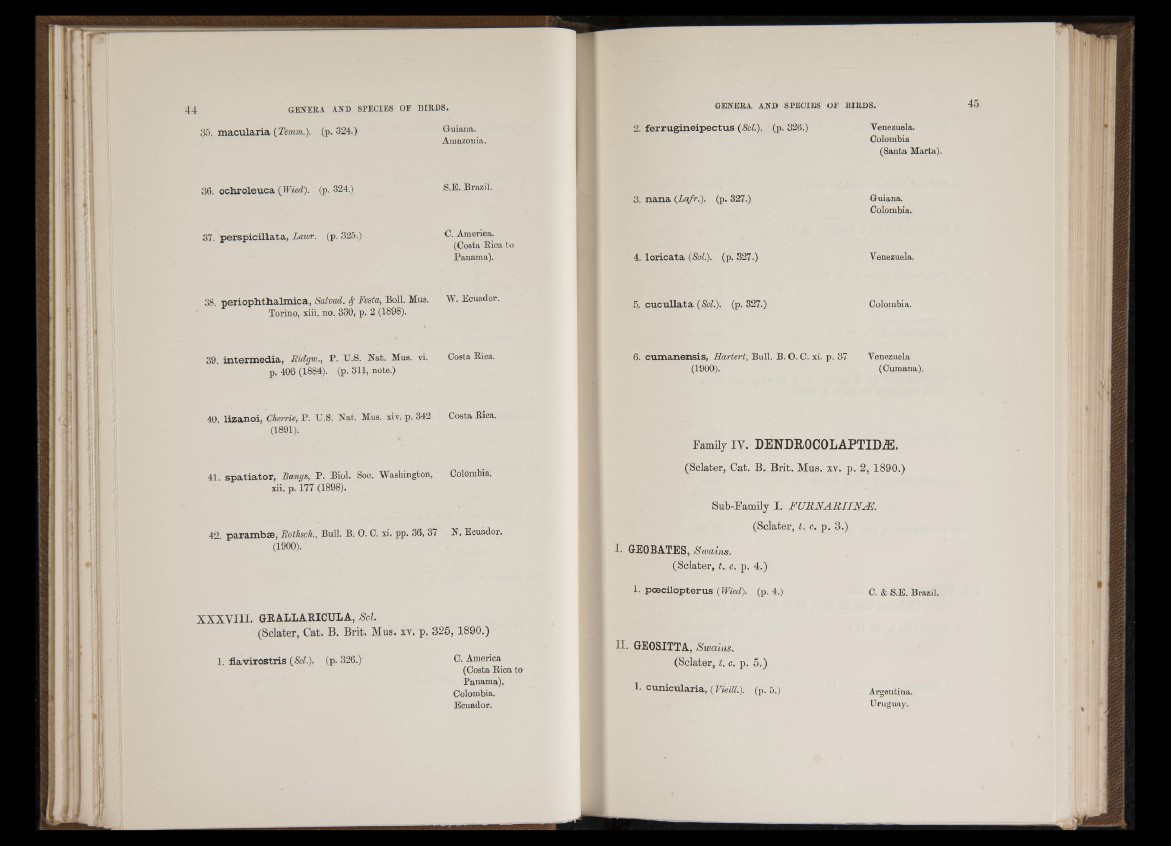 44 GENERA AND SPECIES OF BIRDS.
35. macularia (Temm.). (p. 324.) Guiana.
Amazonia.
36. ochroleuca (Wied). (p. 324.) S.E. Brazil.
37. perspicillata, Lawr. (p. 325.) C. America.
(Costa Rica to
Panama).
38. periophthalmica, Salvad. & Festa, Boll. Mus. W. Ecuador.
Torino, xiii. no. 330, p. 2 (1898).
39. intermedia, Ridgw., P. U.S. Nat. Mus. vi. Costa Rica.
p. 406 (1884). (p. 311, note.)
40. lizanoi, Cherrie, P. U.S. Nat. Mus. xiv. p. 342 Costa Rica.
(1891).
41. spatiator, Bangs, P. Biol. Soc. Washington, Colombia.
xii. p. 177 (1898).
42. parambæ, Rothsch., Bull. B. O. C. xi. pp. 36, 37 N. Ecuador.
(1900).
XXXVIII. GRALLARICULA, Scl.
(Sclater, Cat. B. Brit. Mus. xv. p. 325, 1890.)
1. flavirostris (Scl.). (p. 326.) C. America
(Costa Rica to
Panama).
Colombia.
Ecuador.
GENERA AND SPECIES OF BIRDS. 45
2. ferrugineipectus (Scl.). (p. 326.) Venezuela.
Colombia
(Santa Marta).
3. nana (Lafr.). (p. 327.) Guiana.
Colombia.
4. loricata (Scl.). (p. 327.) Venezuela.
5. cucullata (Scl.). (p. 327.) Colombia.
6. cumanensis, Hartert, Bull. B. O. C. xi. p. 37 Venezuela
(1900). (Cumana).
Family IV. DENDROCOLAPTIDÆ.
(Sclater, Cat. B. Brit. Mus. xv. p. 2, 1890.)
Sub-Family I. FURNARIINÆ.
(Sclater, t. c. p. 3.)
I. GEOBATES, Swains.
(Sclater, t. c. p. 4.)
1. pœcilopterus (Wied). (p. 4.) C. & S.E. Brazil.
II. GEOSITTA, Swains.
(Sclater, t. c. p. 5.)
1. cunicularia, (Vieill.). (p. 5.) Argentina.
Uruguay.